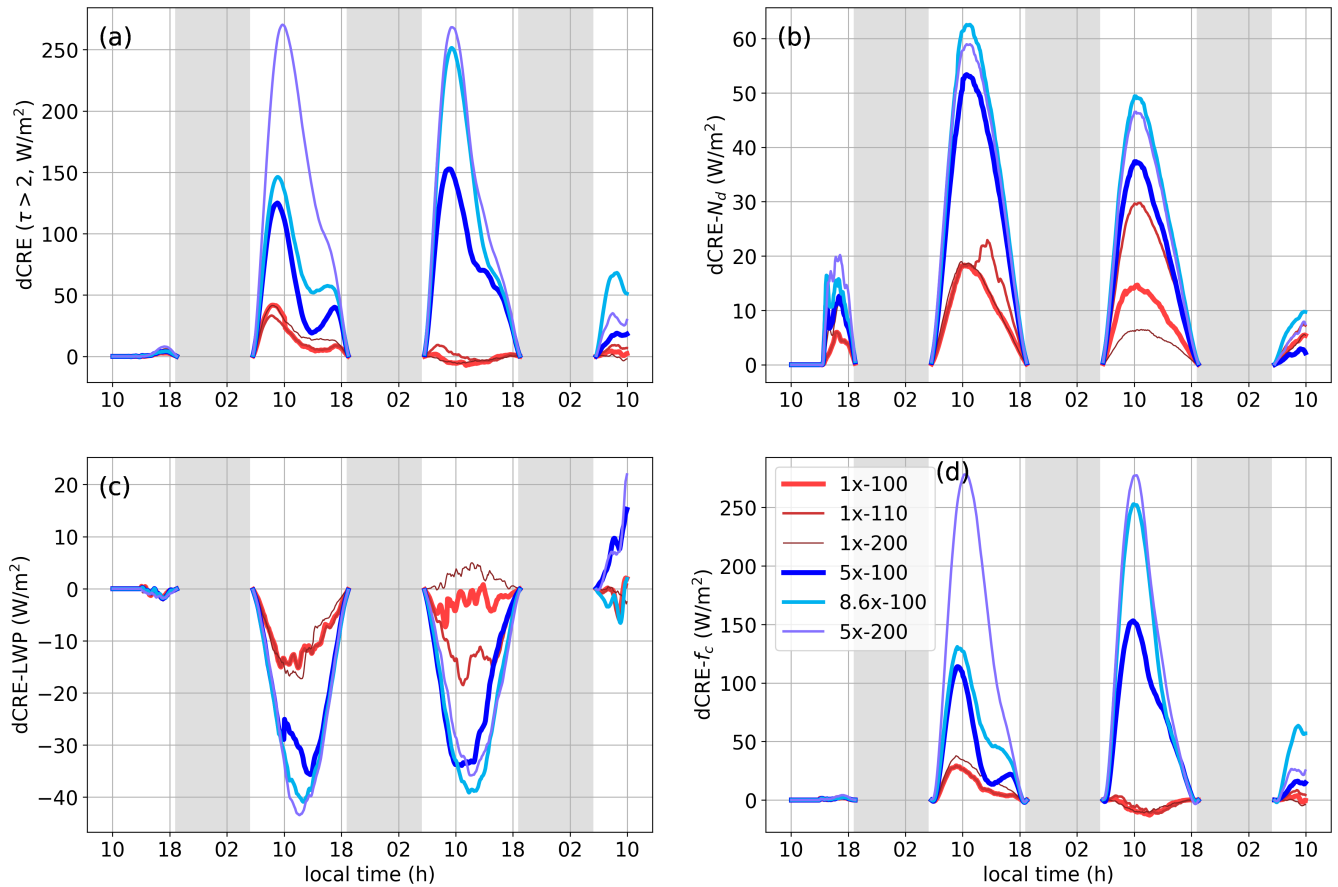 (a)
dCRE (τ > 2, W/m²)
250
200
150
100
50
0
10 18 02 10 18 02 10 18 02 10
(b)
dCRE-N_d (W/m²)
60
50
40
30
20
10
0
10 18 02 10 18 02 10 18 02 10
(c)
dCRE-LWP (W/m²)
20
10
0
−10
−20
−30
−40
10 18 02 10 18 02 10 18 02 10
local time (h)
(d)
dCRE-f_c (W/m²)
250
200
150
100
50
0
1x-100
1x-110
1x-200
5x-100
8.6x-100
5x-200
10 18 02 10 18 02 10 18 02 10
local time (h)